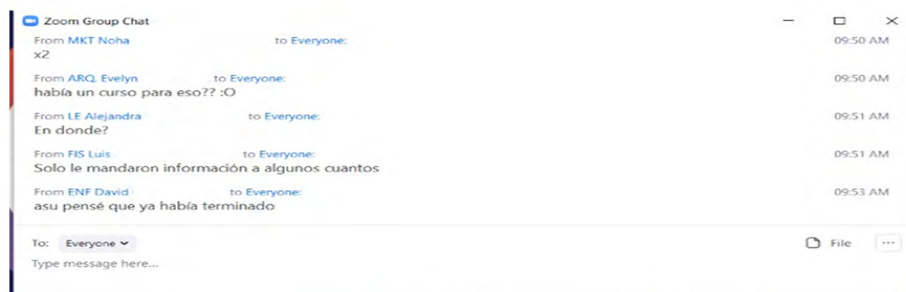 Zoom Group Chat
From MKT Noha to Everyone: 09:50 AM
x2
From ARQ. Evelyn to Everyone: 09:50 AM
había un curso para eso?? :O
From LE Alejandra to Everyone: 09:51 AM
En donde?
From FIS Luis to Everyone: 09:51 AM
Solo le mandaron información a algunos cuantos
From ENF David to Everyone: 09:53 AM
asu pensé que ya había terminado
To: Everyone File ...
Type message here...